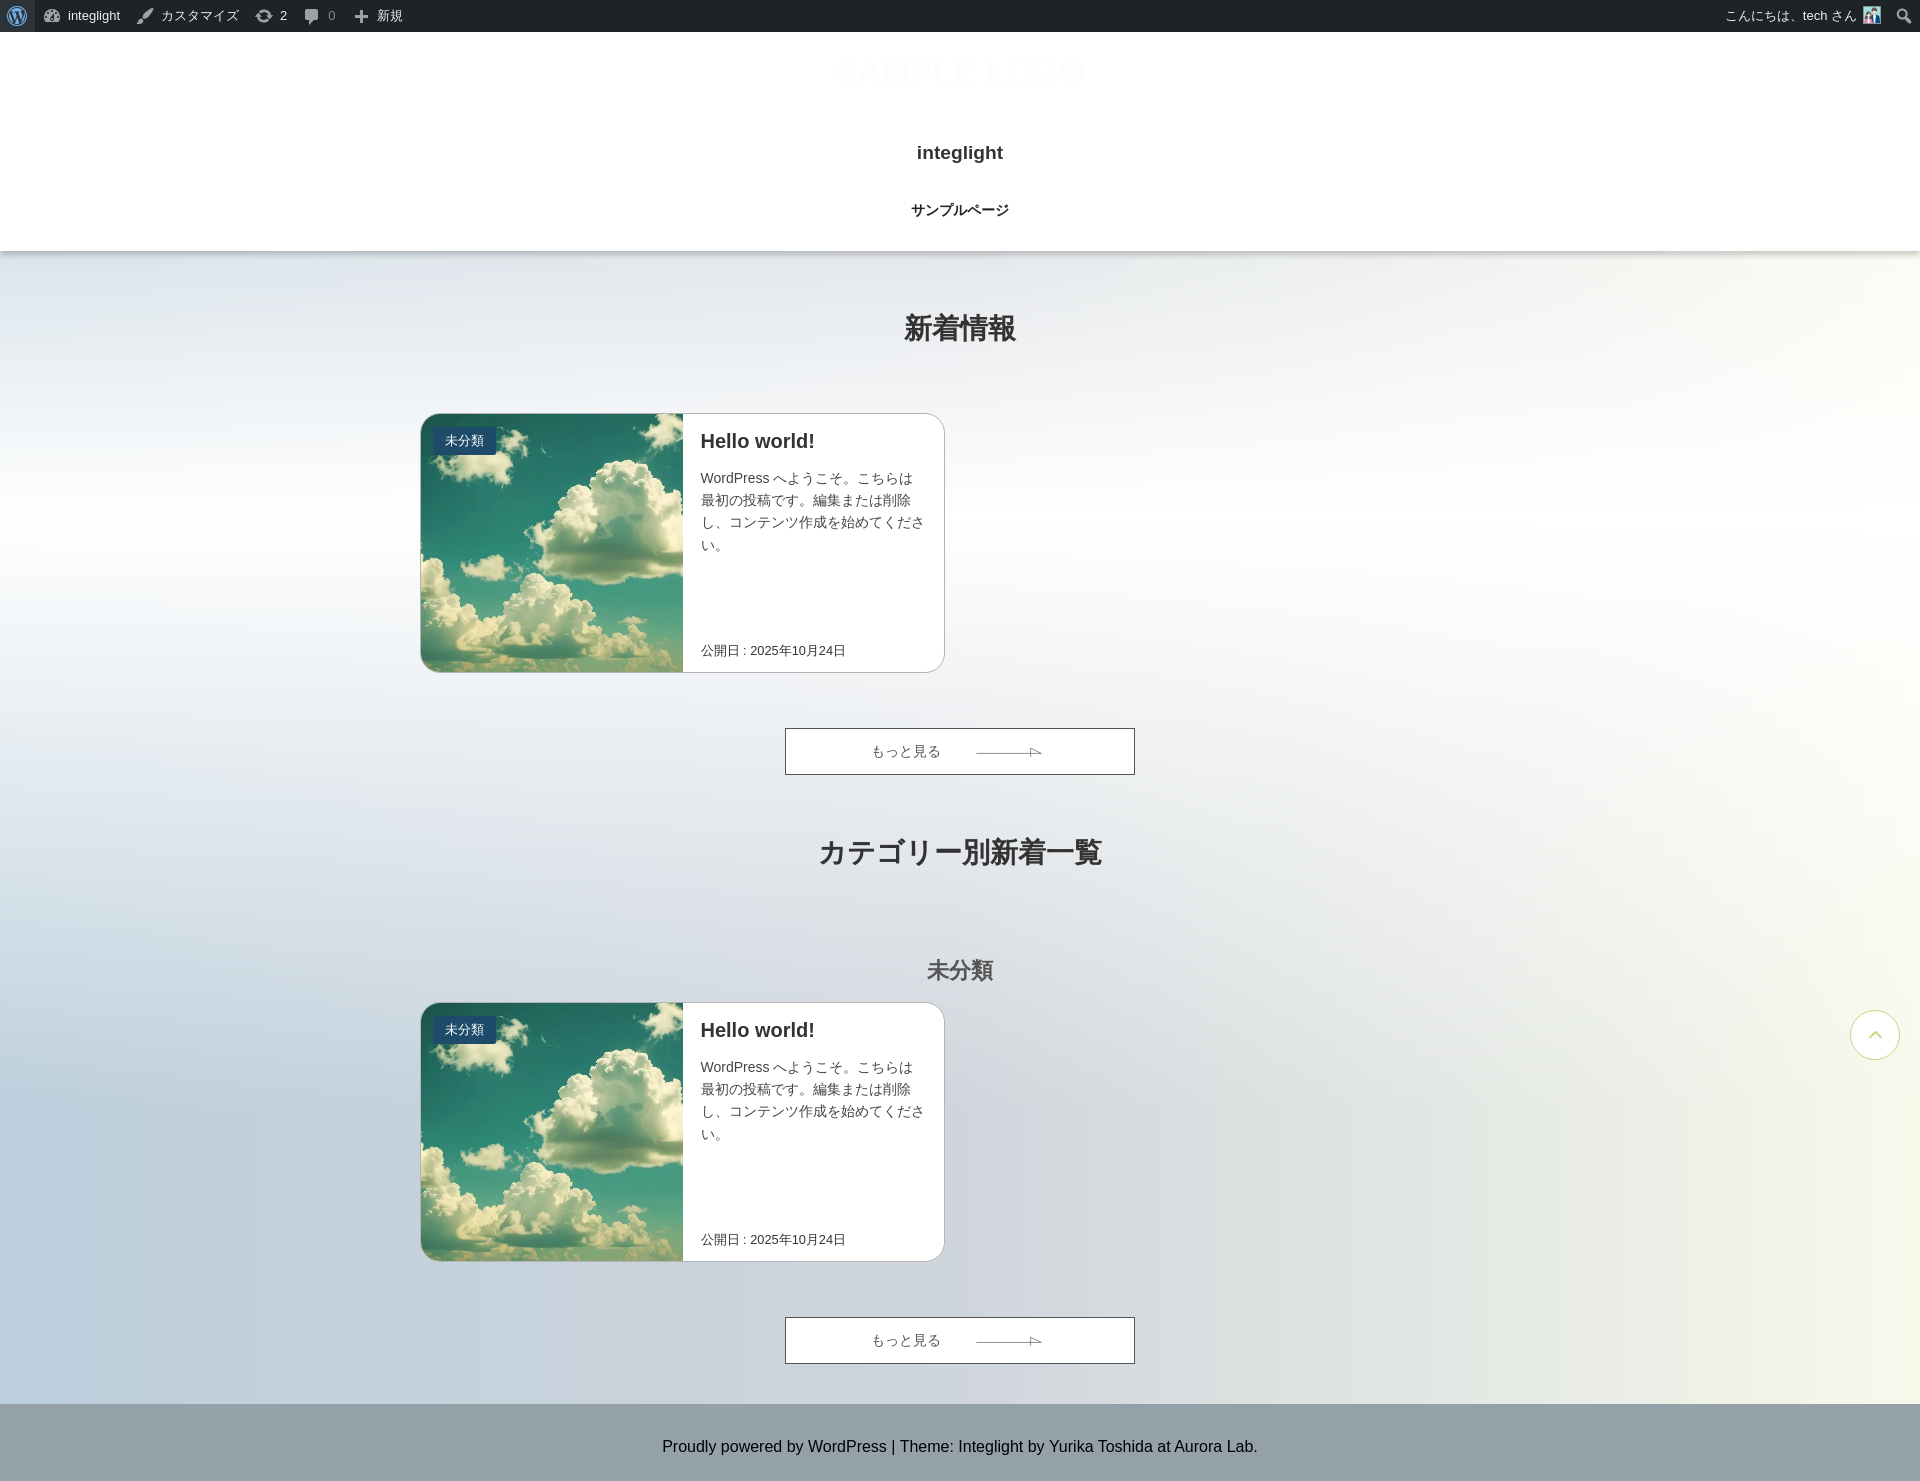 integlight
カスタマイズ
2
0
新規
こんにちは、tech さん
SAMPLE LOGO
integlight
サンプルページ
新着情報
未分類
Hello world!
WordPress へようこそ。こちらは
最初の投稿です。編集または削除
し、コンテンツ作成を始めてくださ
い。
公開日 : 2025年10月24日
もっと見る
カテゴリー別新着一覧
未分類
未分類
Hello world!
WordPress へようこそ。こちらは
最初の投稿です。編集または削除
し、コンテンツ作成を始めてくださ
い。
公開日 : 2025年10月24日
もっと見る
Proudly powered by WordPress | Theme: Integlight by Yurika Toshida at Aurora Lab.